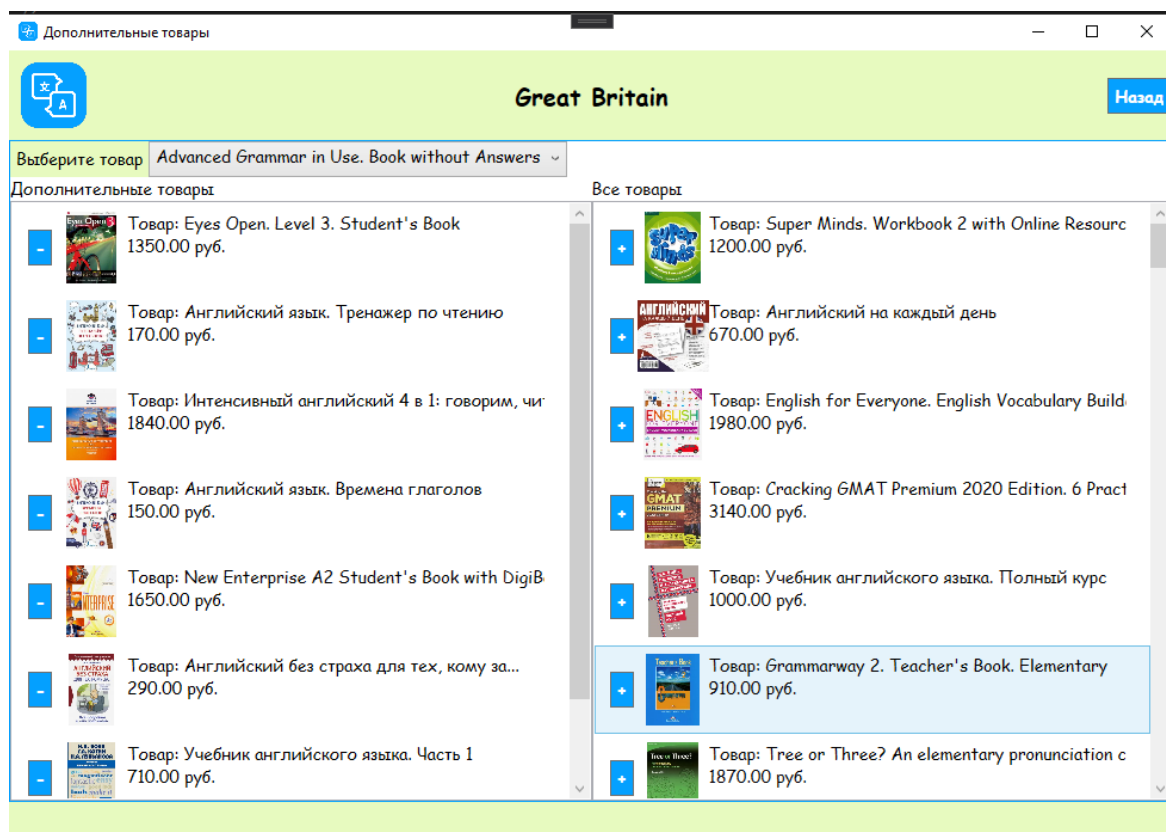 Дополнительные товары
Great Britain
Назад
Выберите товар
Advanced Grammar in Use. Book without Answers
Дополнительные товары
-
Товар: Eyes Open. Level 3. Student's Book
1350.00 руб.
-
Товар: Английский язык. Тренажер по чтению
170.00 руб.
-
Товар: Интенсивный английский 4 в 1: говорим, чи
1840.00 руб.
-
Товар: Английский язык. Времена глаголов
150.00 руб.
-
Товар: New Enterprise A2 Student's Book with DigiB
1650.00 руб.
-
Товар: Английский без страха для тех, кому за...
290.00 руб.
-
Товар: Учебник английского языка. Часть 1
710.00 руб.
Все товары
+
Товар: Super Minds. Workbook 2 with Online Resourc
1200.00 руб.
+
АНГЛИЙСКИЙ
Товар: Английский на каждый день
670.00 руб.
+
ENGLISH
Товар: English for Everyone. English Vocabulary Build
1980.00 руб.
+
GMAT
PREMIUM
Товар: Cracking GMAT Premium 2020 Edition. 6 Pract
3140.00 руб.
+
Товар: Учебник английского языка. Полный курс
1000.00 руб.
+
Товар: Grammarway 2. Teacher's Book. Elementary
910.00 руб.
+
Tree or Three?
Товар: Tree or Three? An elementary pronunciation c
1870.00 руб.